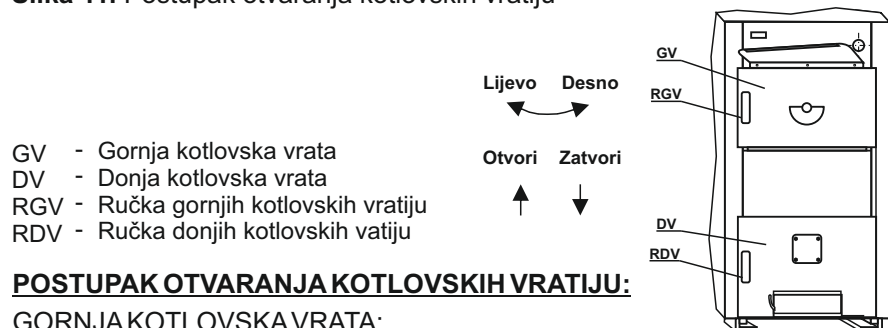 Slika 11. Postupak otvaranja kotlovskih vratiju
GV
Lijevo Desno
RGV
GV - Gornja kotlovska vrata
DV - Donja kotlovska vrata
RGV - Ručka gornjih kotlovskih vratiju
RDV - Ručka donjih kotlovskih vatiju
Otvori Zatvori
DV
RDV
POSTUPAK OTVARANJA KOTLOVSKIH VRATIJU:
GORNJA KOTLOVSKA VRATA: